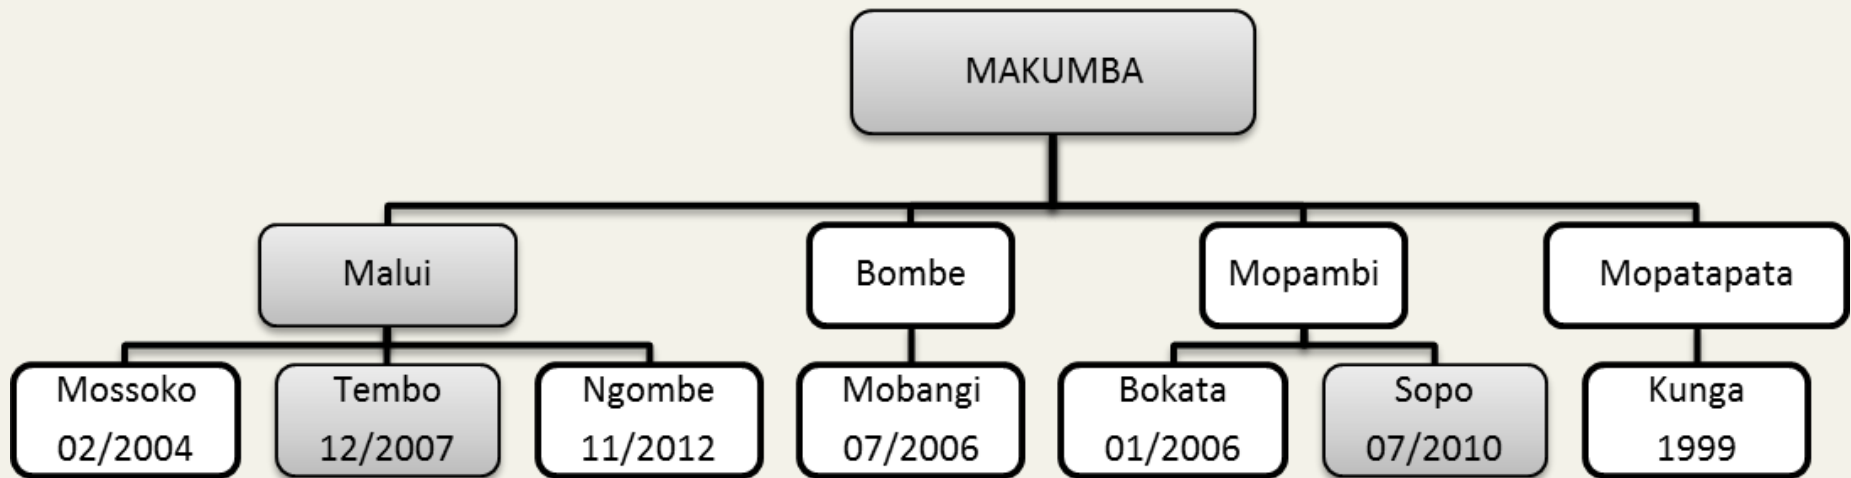 MAKUMBA
Malui
Bombe
Mopambi
Mopatapata
Mossoko
02/2004
Tembo
12/2007
Ngombe
11/2012
Mobangi
07/2006
Bokata
01/2006
Sopo
07/2010
Kunga
1999